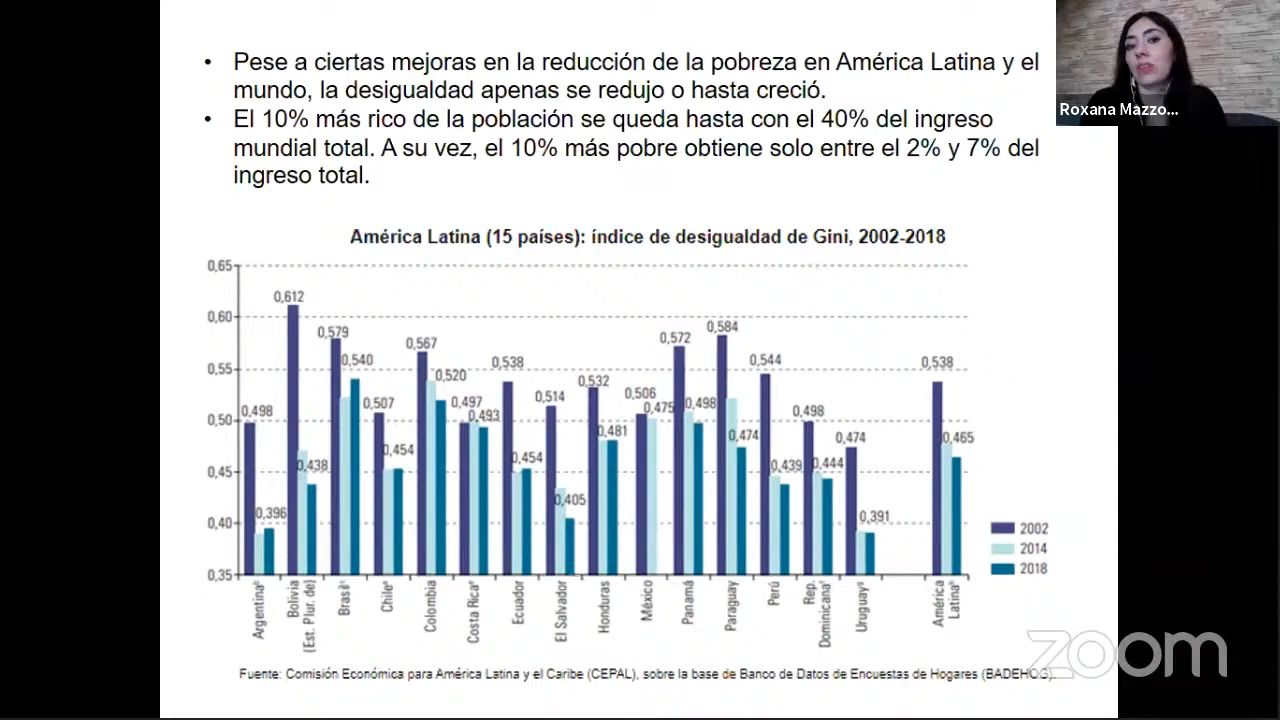 • Pese a ciertas mejoras en la reducción de la pobreza en América Latina y el
mundo, la desigualdad apenas se redujo o hasta creció.
• El 10% más rico de la población se queda hasta con el 40% del ingreso
mundial total. A su vez, el 10% más pobre obtiene solo entre el 2% y 7% del
ingreso total.
Roxana Mazzo...
América Latina (15 países): índice de desigualdad de Gini, 2002-2018
0,65
0,60
0,55
0,50
0,45
0,40
0,35
0,498
0,396
0,612
0,438
0,579
0,540
0,507
0,454
0,567
0,520
0,497
0,493
0,538
0,454
0,514
0,405
0,532
0,481
0,506
0,475
0,572
0,498
0,584
0,474
0,544
0,439
0,498
0,444
0,474
0,391
0,538
0,465
2002
2014
2018
Argentina
Bolivia
(Est. Plur. de)
Brasil
Chile
Colombia
Costa Rica
Ecuador
El Salvador
Honduras
México
Panamá
Paraguay
Perú
Rep.
Dominicana
Uruguay
América
Latina
zoom
Fuente: Comisión Económica para América Latina y el Caribe (CEPAL), sobre la base de Banco de Datos de Encuestas de Hogares (BADEHOG).